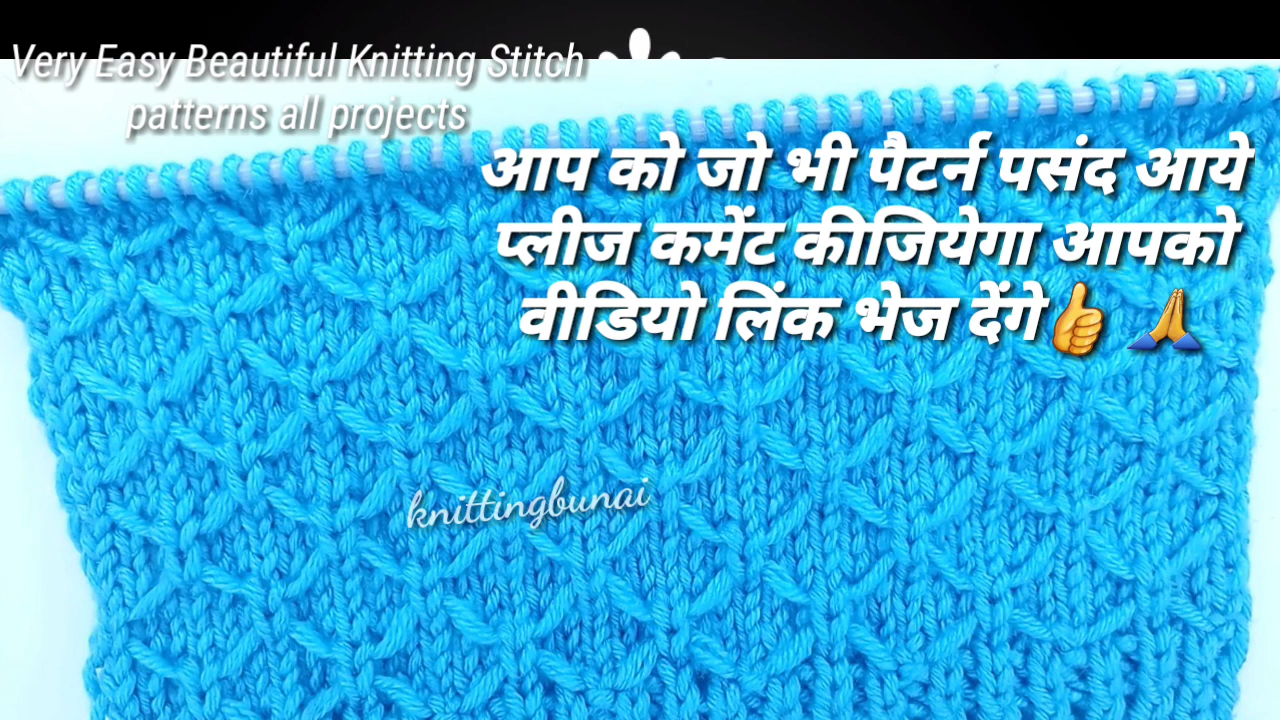 Very Easy Beautiful Knitting Stitch
patterns all projects
आप को जो भी पैटर्न पसंद आये
प्लीज कमेंट कीजियेगा आपको
वीडियो लिंक भेज देंगे👍 🙏
knittingbunai